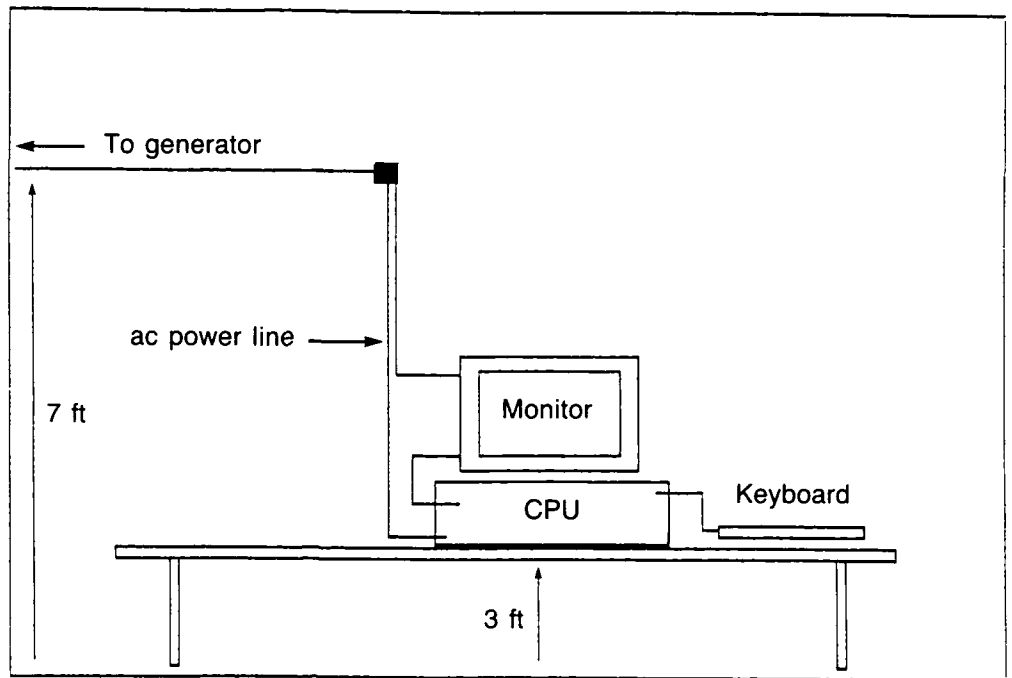 To generator
ac power line
7 ft
Monitor
CPU
Keyboard
3 ft